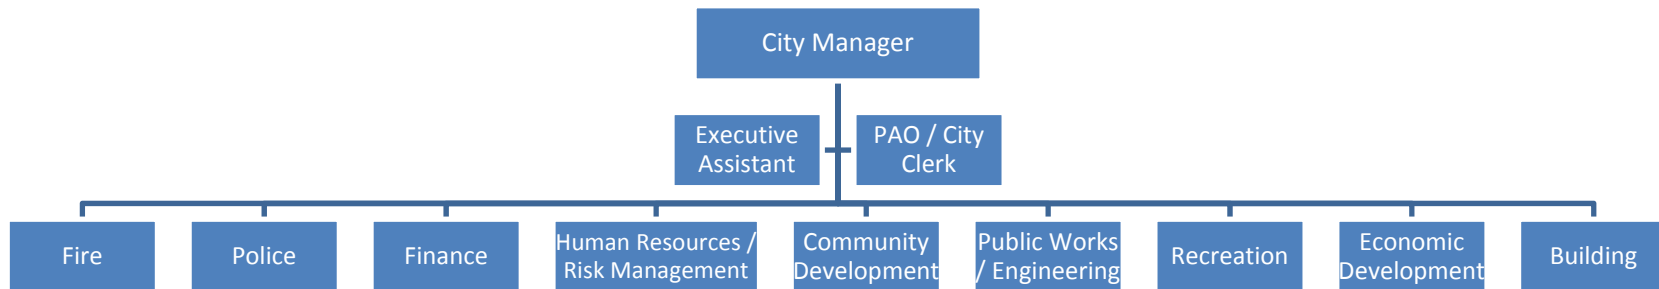 City Manager
Executive
Assistant
PAO / City
Clerk
Fire
Police
Finance
Human Resources /
Risk Management
Community
Development
Public Works
/ Engineering
Recreation
Economic
Development
Building